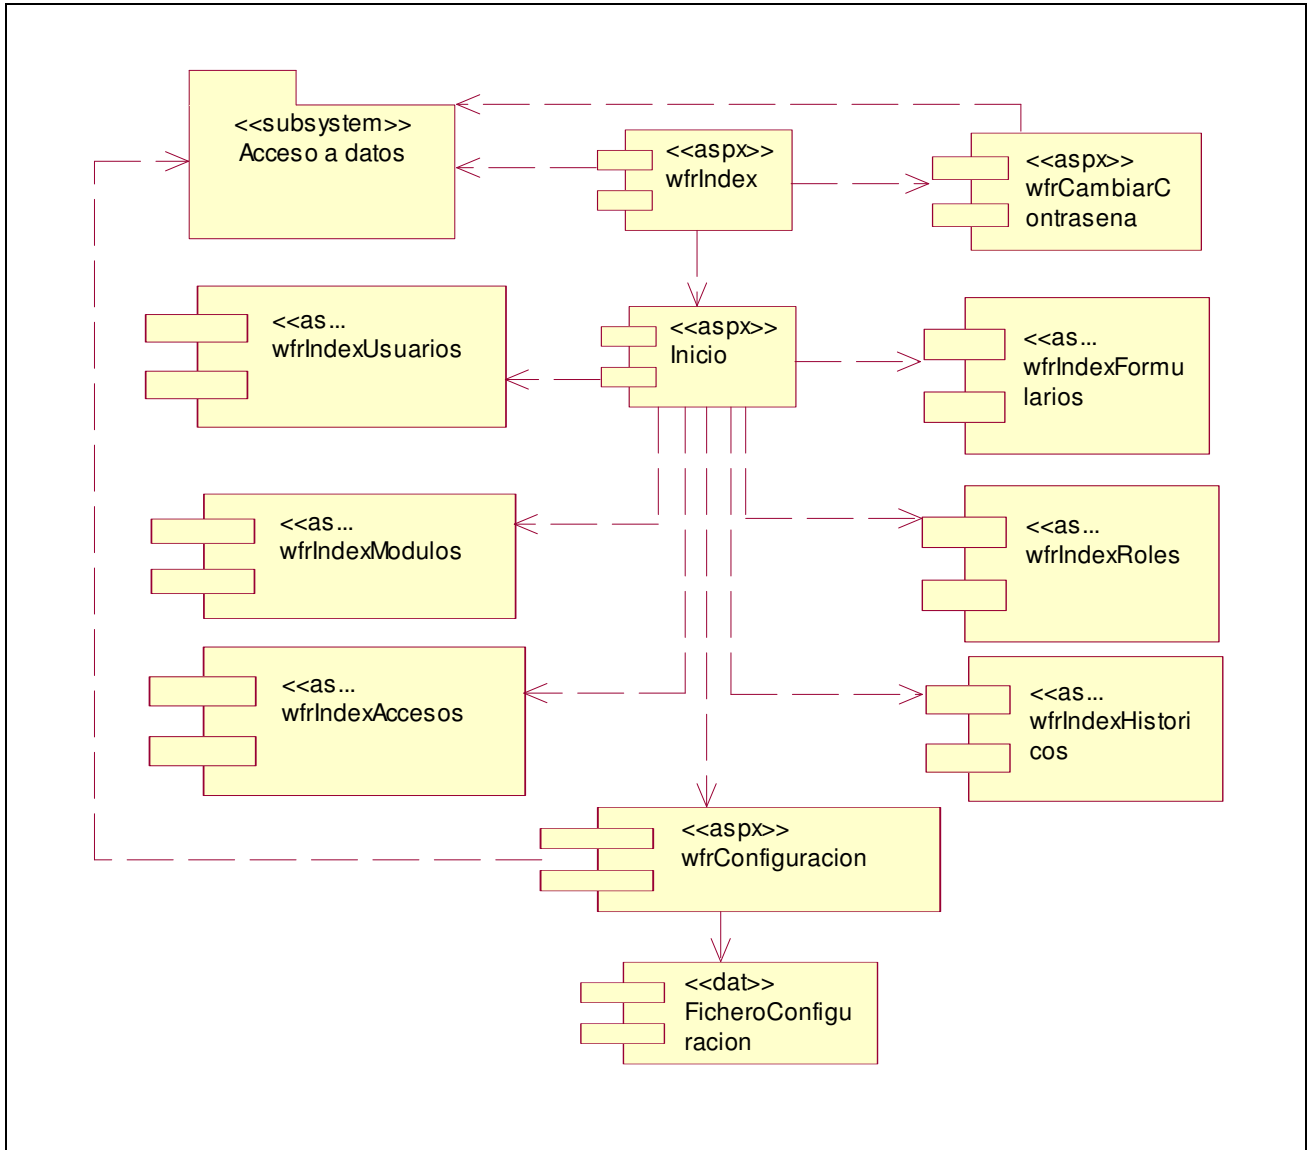 <<subsystem>>
Acceso a datos
<<aspx>>
wfrIndex
<<aspx>>
wfrCambiarC
ontrasena
<<as...
wfrIndexUsuarios
<<aspx>>
Inicio
<<as...
wfrIndexFormu
larios
<<as...
wfrIndexModulos
<<as...
wfrIndexRoles
<<as...
wfrIndexAccesos
<<as...
wfrIndexHistori
cos
<<aspx>>
wfrConfiguracion
<<dat>>
FicheroConfigu
racion